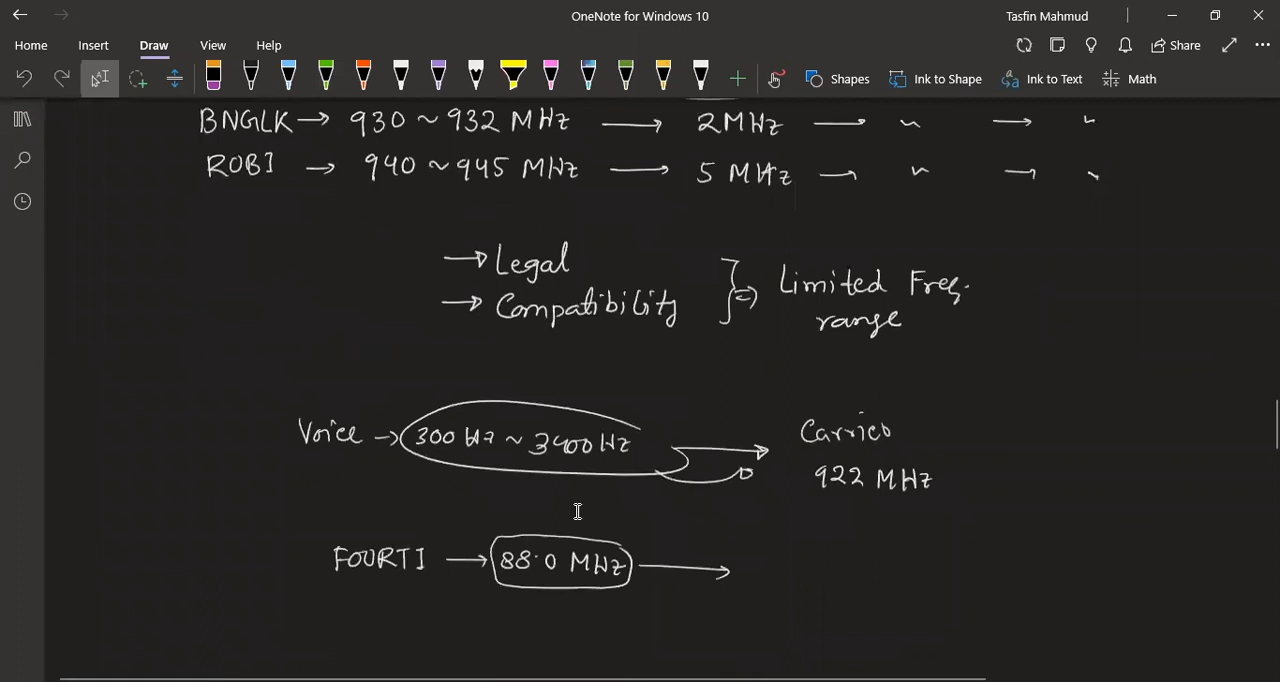 OneNote for Windows 10
Tasfin Mahmud
Home Insert Draw View Help
Share
Shapes Ink to Shape Ink to Text Math
BNGLK → 930 ~ 932 MHz → 2MHz → " → "
ROBI → 940 ~ 945 MHz → 5 MHz → " → "
→ Legal
→ Compatibility } ⇒ Limited Freq.
range
Voice → 300 Hz ~ 3400 Hz → Carrier
922 MHz
FOURTI → 88.0 MHz →